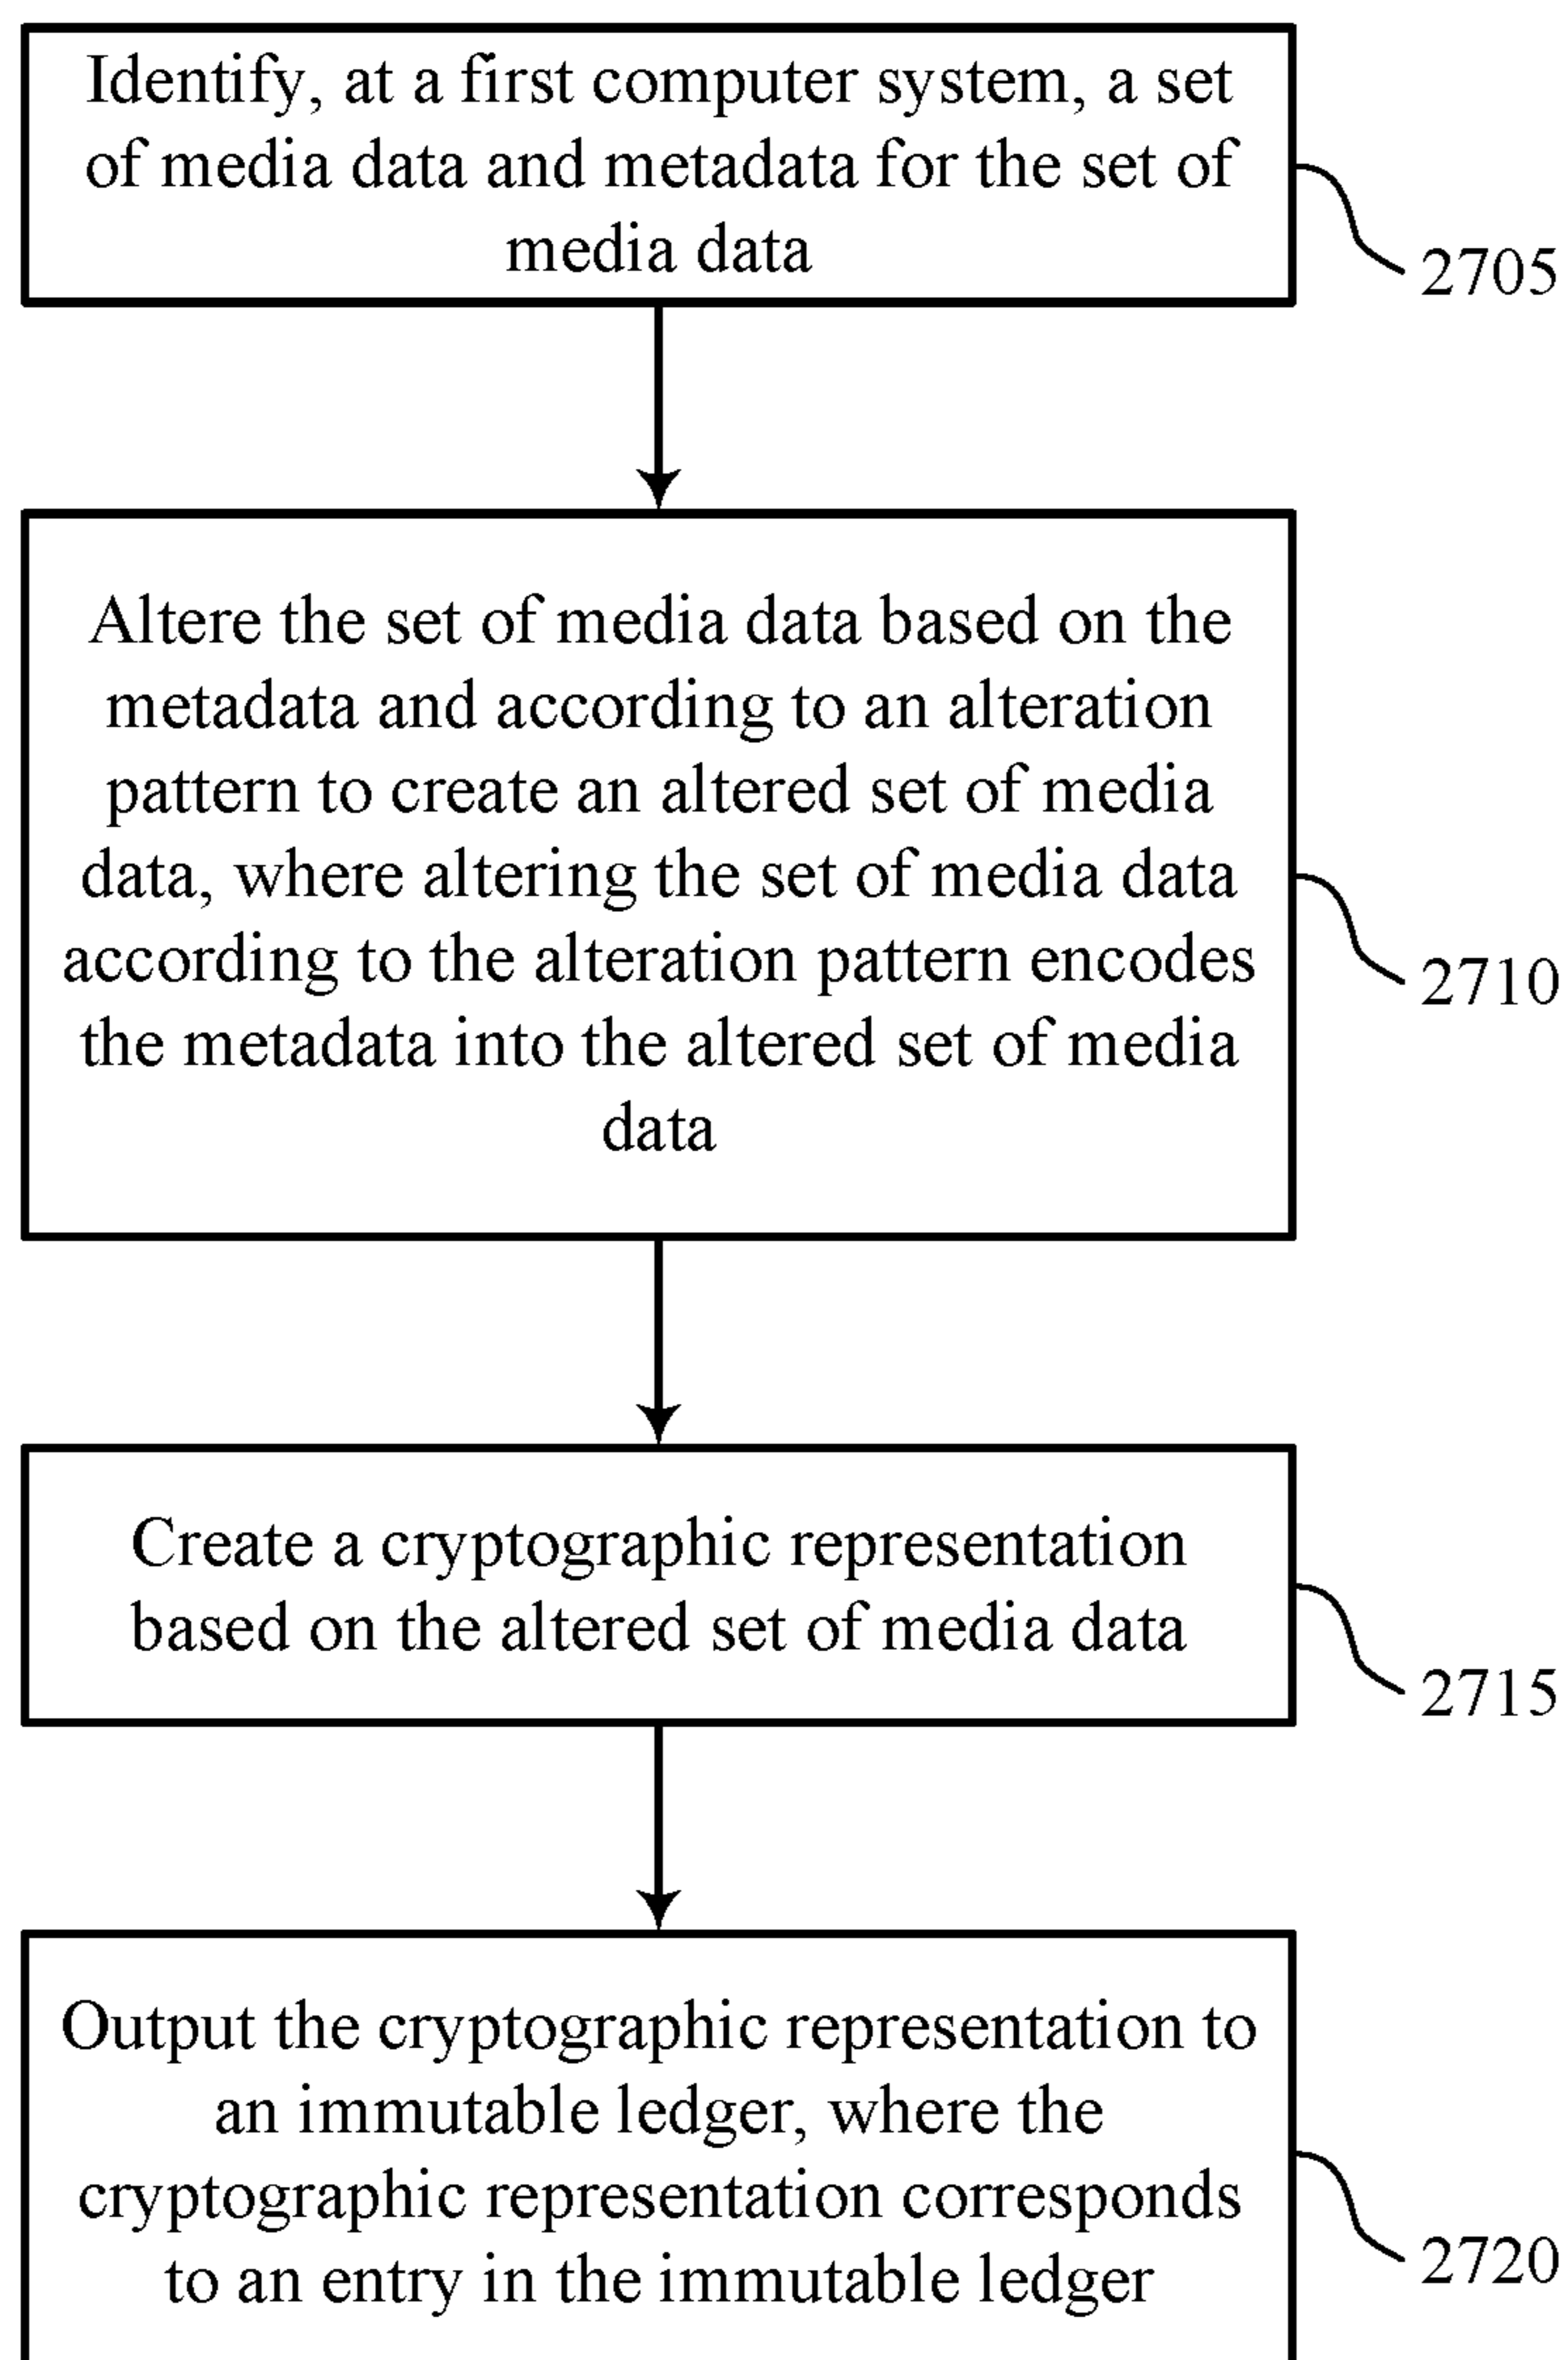 Identify, at a first computer system, a set
of media data and metadata for the set of
media data
2705
Altere the set of media data based on the
metadata and according to an alteration
pattern to create an altered set of media
data, where altering the set of media data
according to the alteration pattern encodes
the metadata into the altered set of media
data
2710
Create a cryptographic representation
based on the altered set of media data
2715
Output the cryptographic representation to
an immutable ledger, where the
cryptographic representation corresponds
to an entry in the immutable ledger
2720